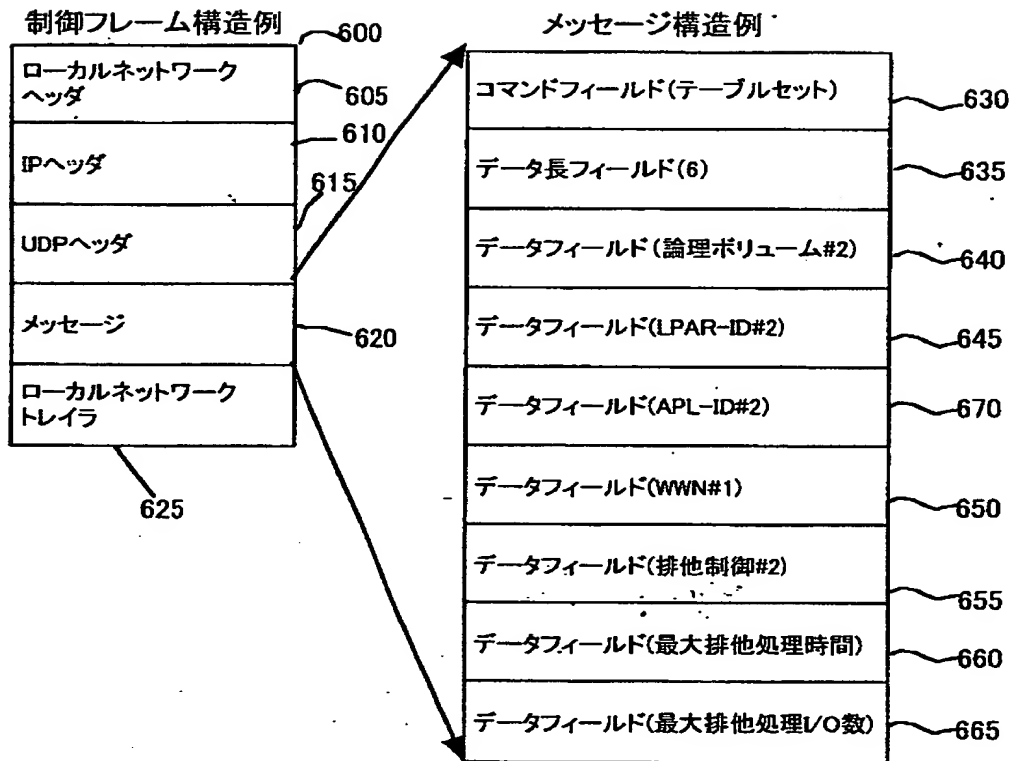 制御フレーム構造例
600
ローカルネットワーク
ヘッダ
605
IPヘッダ
610
UDPヘッダ
615
メッセージ
620
ローカルネットワーク
トレイラ
625
メッセージ構造例
コマンドフィールド(テーブルセット)
630
データ長フィールド(6)
635
データフィールド(論理ボリューム#2)
640
データフィールド(LPAR-ID#2)
645
データフィールド(APL-ID#2)
670
データフィールド(WWN#1)
650
データフィールド(排他制御#2)
655
データフィールド(最大排他処理時間)
660
データフィールド(最大排他処理I/O数)
665